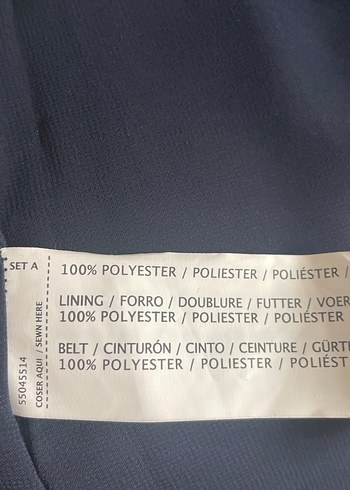 SET A
100% POLYESTER / POLIESTER / POLIÉSTER /
LINING / FORRO / DOUBLURE / FUTTER / VOER
100% POLYESTER / POLIESTER / POLIÉSTER
BELT / CINTURÓN / CINTO / CEINTURE / GÜRT
100% POLYESTER / POLIESTER / POLIÉST
55045514
COSER AQUI / SEWN HERE